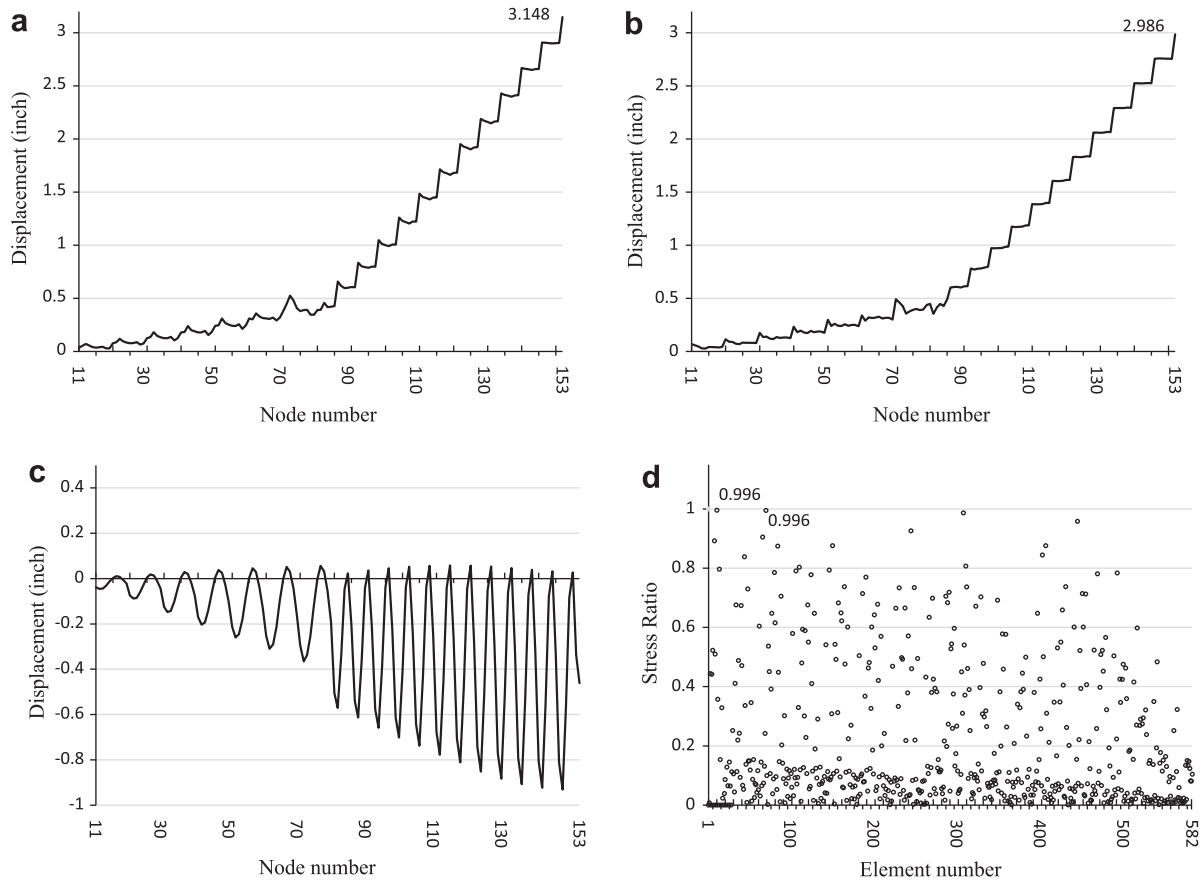 a
3.148
3
2.5
2
1.5
1
0.5
0
Displacement (inch)
11 30 50 70 90 110 130 153
Node number
b
2.986
3
2.5
2
1.5
1
0.5
0
Displacement (inch)
11 30 50 70 90 110 130 153
Node number
c
0.4
0.2
0
-0.2
-0.4
-0.6
-0.8
-1
Displacement (inch)
11 30 50 70 90 110 130 153
Node number
d
0.996
0.996
1
0.8
0.6
0.4
0.2
0
Stress Ratio
1 100 200 300 400 500 582
Element number